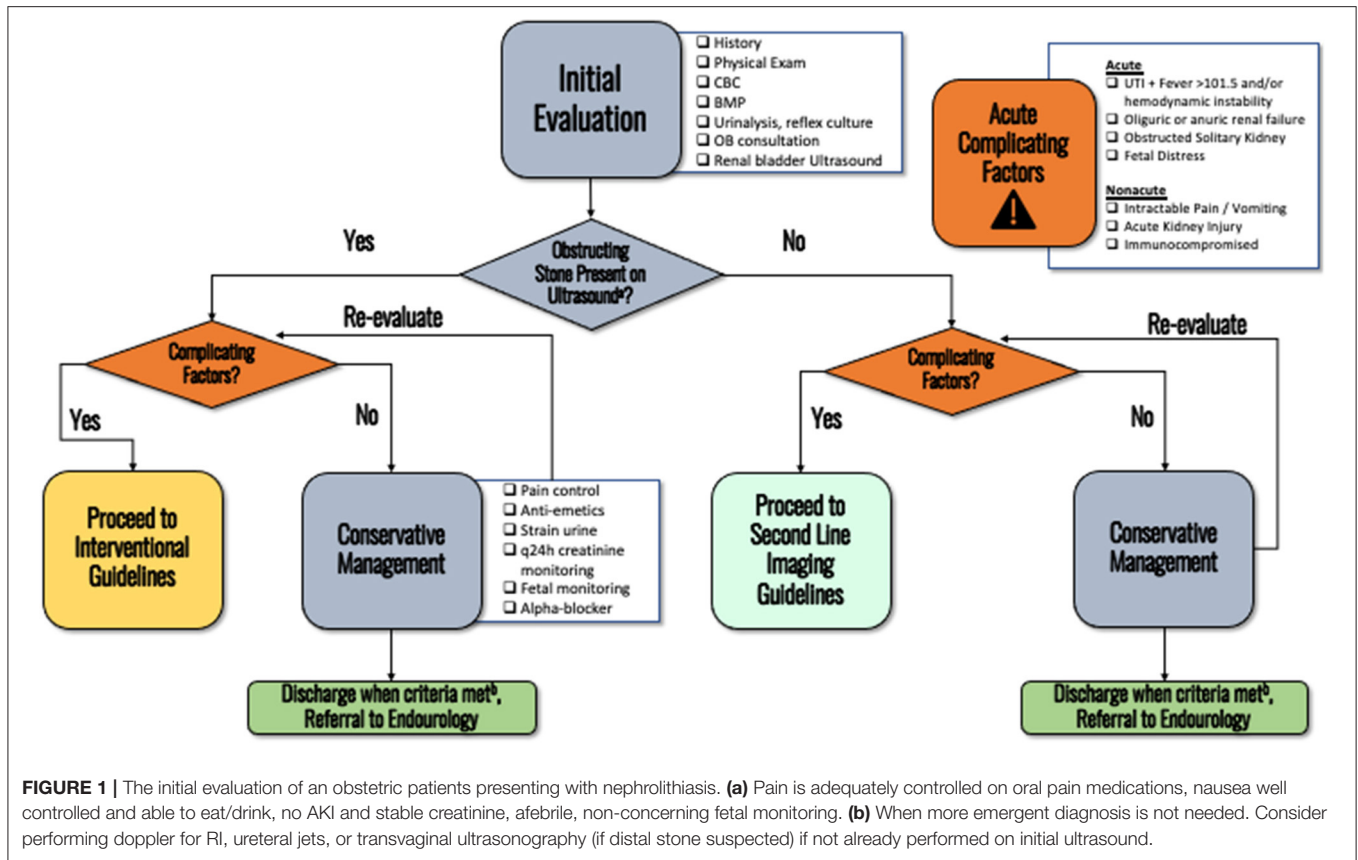 Initial
Evaluation
❑ History
❑ Physical Exam
❑ CBC
❑ BMP
❑ Urinalysis, reflex culture
❑ OB consultation
❑ Renal bladder Ultrasound
Acute
Complicating
Factors
Acute
❑ UTI + Fever >101.5 and/or
hemodynamic instability
❑ Oliguric or anuric renal failure
❑ Obstructed Solitary Kidney
❑ Fetal Distress
Nonacute
❑ Intractable Pain / Vomiting
❑ Acute Kidney Injury
❑ Immunocompromised
Yes
Obstructing
Stone Present on
Ultrasoundᵃ?
No
Re-evaluate
Complicating
Factors?
Yes
No
Proceed to
Interventional
Guidelines
Conservative
Management
❑ Pain control
❑ Anti-emetics
❑ Strain urine
❑ q24h creatinine
monitoring
❑ Fetal monitoring
❑ Alpha-blocker
Discharge when criteria metᵇ,
Referral to Endourology
Re-evaluate
Complicating
Factors?
Yes
No
Proceed to
Second Line
Imaging
Guidelines
Conservative
Management
Discharge when criteria metᵇ,
Referral to Endourology
FIGURE 1 | The initial evaluation of an obstetric patients presenting with nephrolithiasis. (a) Pain is adequately controlled on oral pain medications, nausea well
controlled and able to eat/drink, no AKI and stable creatinine, afebrile, non-concerning fetal monitoring. (b) When more emergent diagnosis is not needed. Consider
performing doppler for RI, ureteral jets, or transvaginal ultrasonography (if distal stone suspected) if not already performed on initial ultrasound.